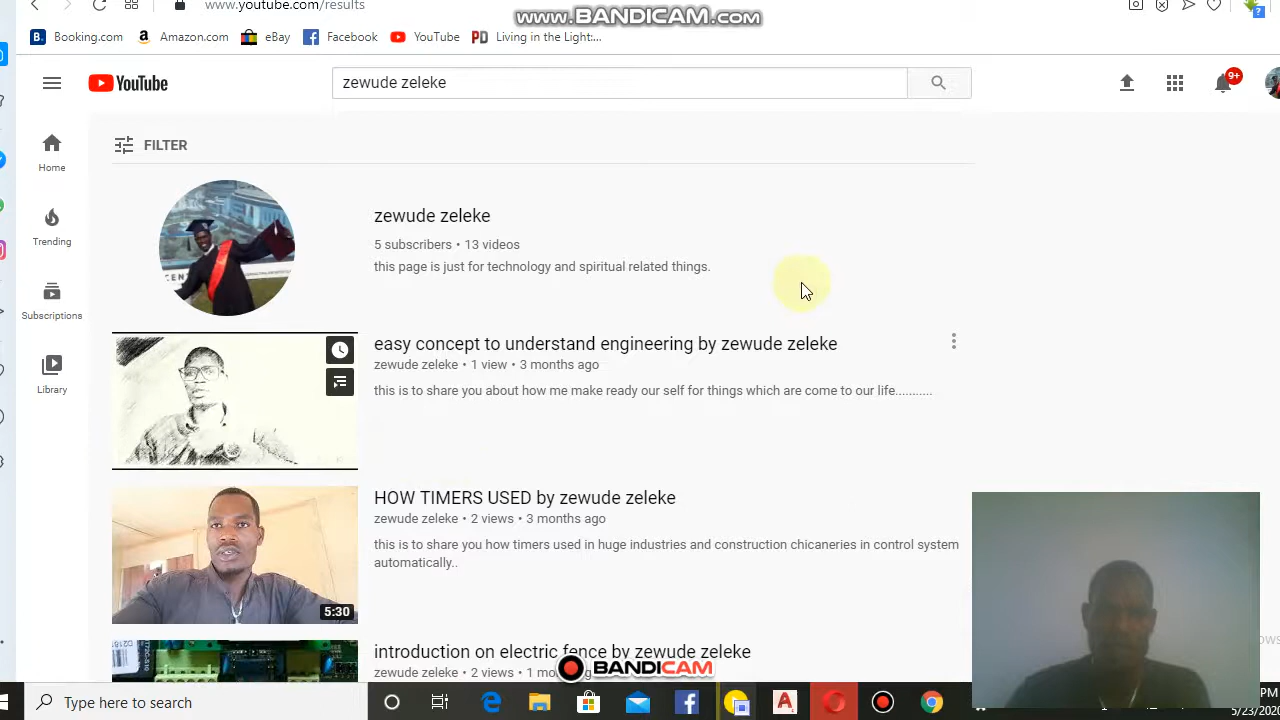 www.youtube.com/results
WWW.BANDICAM.COM
Booking.com
Amazon.com
eBay
Facebook
YouTube
PD Living in the Light:...
YouTube
zewude zeleke
9+
Home
Trending
Subscriptions
Library
FILTER
zewude zeleke
5 subscribers • 13 videos
this page is just for technology and spiritual related things.
easy concept to understand engineering by zewude zeleke
zewude zeleke • 1 view • 3 months ago
this is to share you about how me make ready our self for things which are come to our life..........
HOW TIMERS USED by zewude zeleke
zewude zeleke • 2 views • 3 months ago
this is to share you how timers used in huge industries and construction chicaneries in control system
automatically..
5:30
introduction on electric fence by zewude zeleke
zewude zeleke • 2 views • 1
BANDICAM
Type here to search